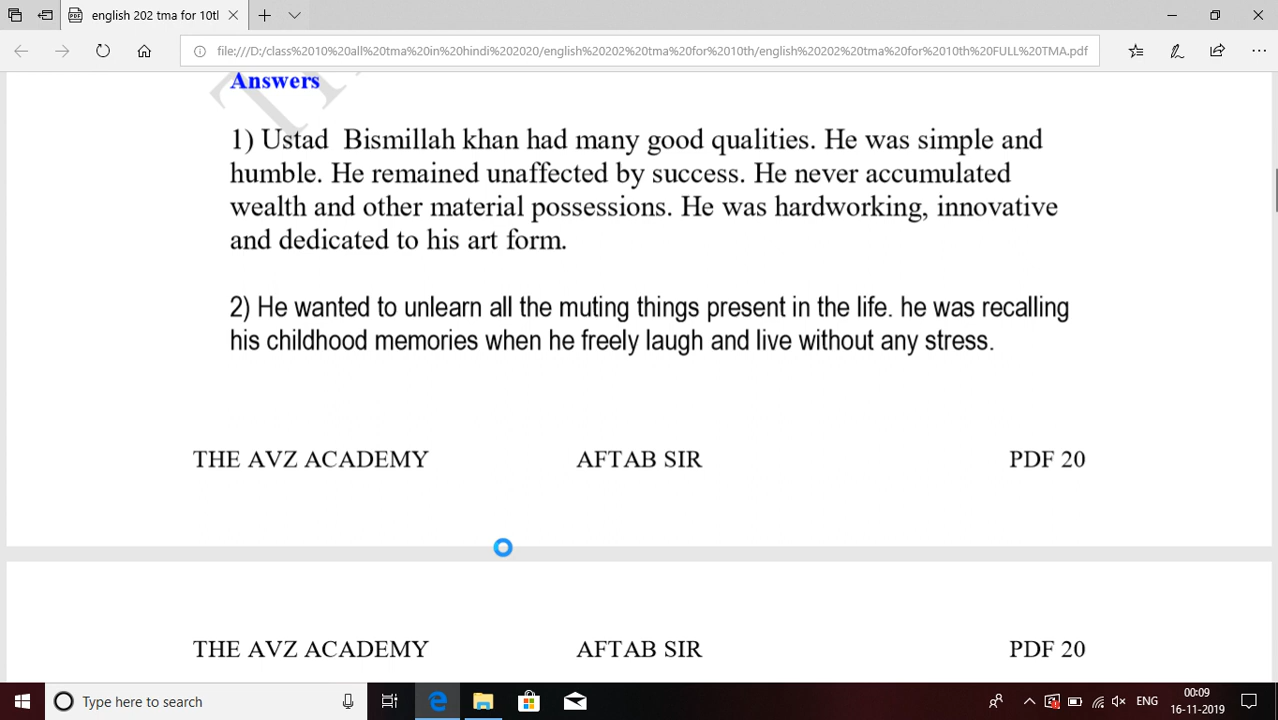 english 202 tma for 10th
file:///D:/class%2010%20all%20tma%20in%20hindi%202020/english%20202%20tma%20for%2010th/english%20202%20tma%20for%2010th%20FULL%20TMA.pdf
Answers
1) Ustad Bismillah khan had many good qualities. He was simple and
humble. He remained unaffected by success. He never accumulated
wealth and other material possessions. He was hardworking, innovative
and dedicated to his art form.
2) He wanted to unlearn all the muting things present in the life. he was recalling
his childhood memories when he freely laugh and live without any stress.
THE AVZ ACADEMY AFTAB SIR PDF 20
THE AVZ ACADEMY AFTAB SIR PDF 20
Type here to search
ENG
00:09
16-11-2019